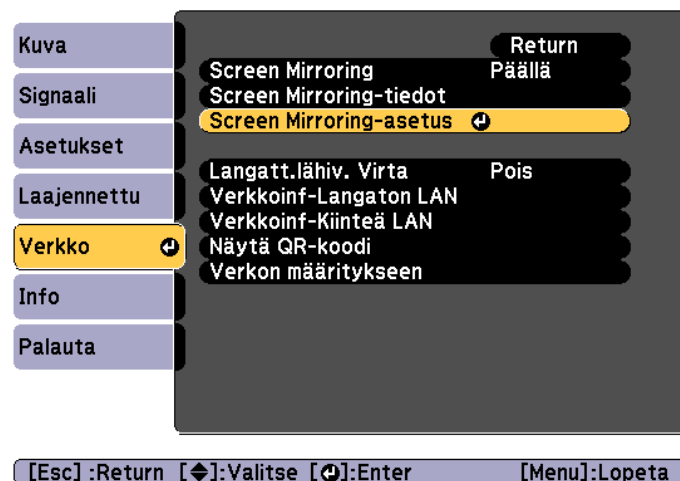 Kuva
Signaali
Asetukset
Laajennettu
Verkko
Info
Palauta
Return
Screen Mirroring Päällä
Screen Mirroring-tiedot
Screen Mirroring-asetus
Langatt.lähiv. Virta Pois
Verkkoinf-Langaton LAN
Verkkoinf-Kiinteä LAN
Näytä QR-koodi
Verkon määritykseen
[Esc] :Return [◆]:Valitse [⏎]:Enter [Menu]:Lopeta